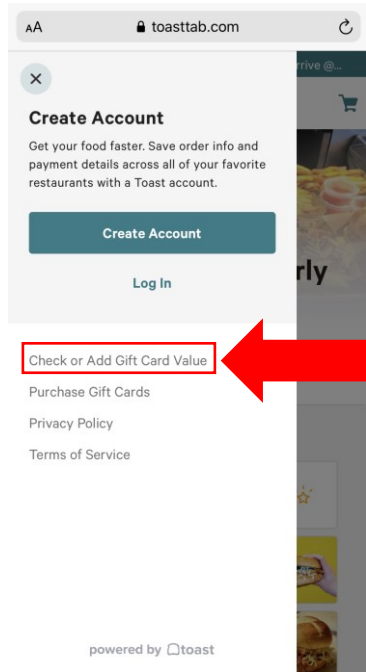 AA toasttab.com
rrive @...
Create Account
Get your food faster. Save order info and
payment details across all of your favorite
restaurants with a Toast account.
Create Account
Log In
rly
Check or Add Gift Card Value
Purchase Gift Cards
Privacy Policy
Terms of Service
powered by toast